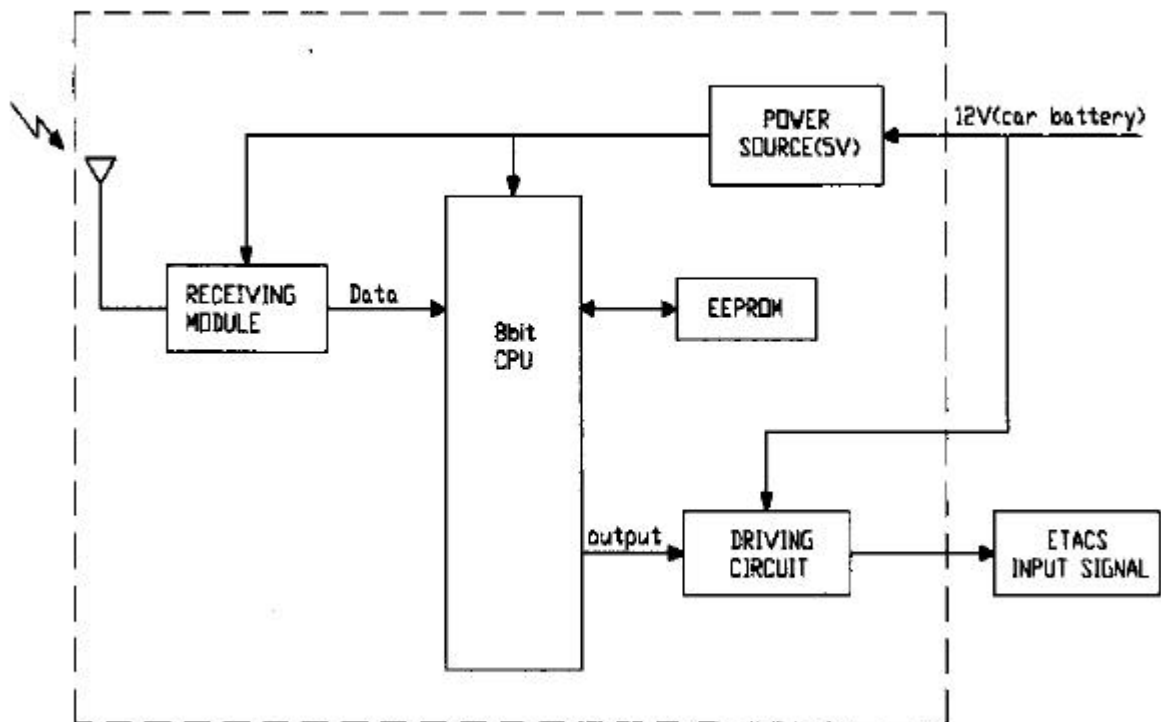 POWER
SOURCE(5V)
12V(car battery)
RECEIVING
MODULE
Data
8bit
CPU
EEPROM
output
DRIVING
CIRCUIT
ETACS
INPUT SIGNAL